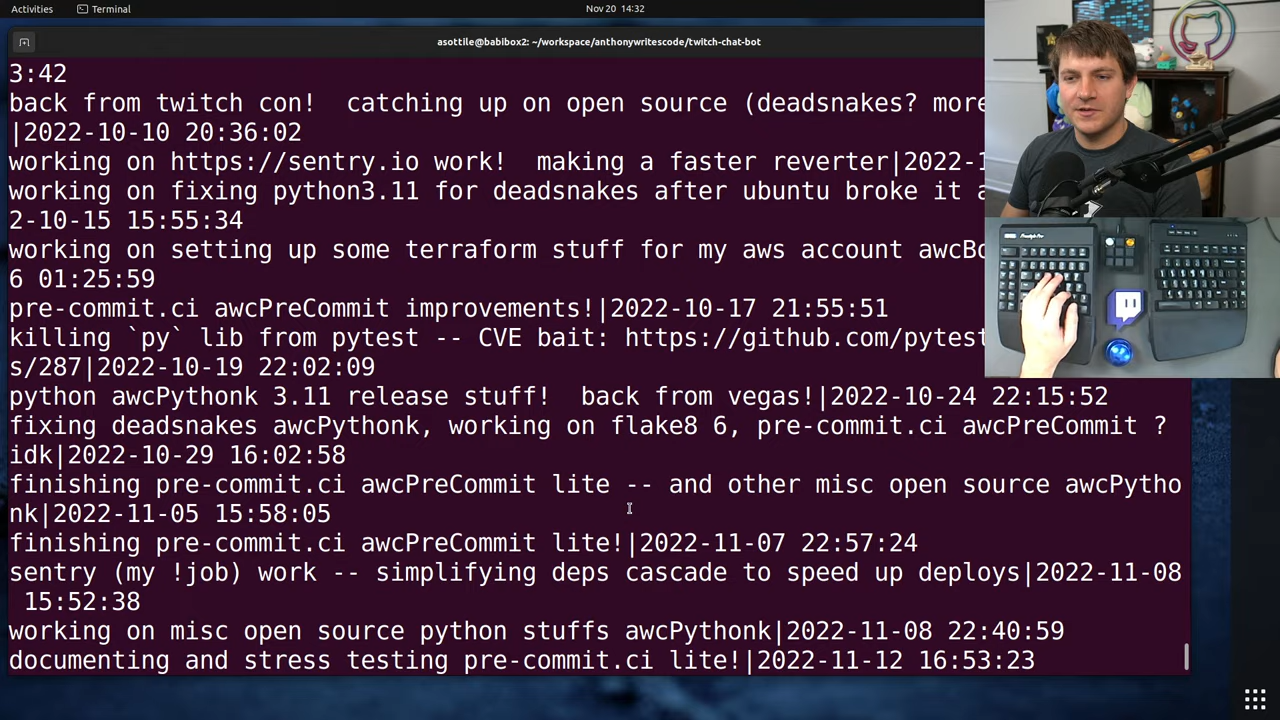 Activities
Terminal
Nov 20 14:32
asottile@babibox2: ~/workspace/anthonywritescode/twitch-chat-bot
3:42
back from twitch con!  catching up on open source (deadsnakes? more
|2022-10-10 20:36:02
working on https://sentry.io work!  making a faster reverter|2022-1
working on fixing python3.11 for deadsnakes after ubuntu broke it a
2-10-15 15:55:34
working on setting up some terraform stuff for my aws account awcBo
6 01:25:59
pre-commit.ci awcPreCommit improvements!|2022-10-17 21:55:51
killing `py` lib from pytest -- CVE bait: https://github.com/pytest
s/287|2022-10-19 22:02:09
python awcPythonk 3.11 release stuff!  back from vegas!|2022-10-24 22:15:52
fixing deadsnakes awcPythonk, working on flake8 6, pre-commit.ci awcPreCommit ?
idk|2022-10-29 16:02:58
finishing pre-commit.ci awcPreCommit lite -- and other misc open source awcPytho
nk|2022-11-05 15:58:05
finishing pre-commit.ci awcPreCommit lite!|2022-11-07 22:57:24
sentry (my !job) work -- simplifying deps cascade to speed up deploys|2022-11-08
 15:52:38
working on misc open source python stuffs awcPythonk|2022-11-08 22:40:59
documenting and stress testing pre-commit.ci lite!|2022-11-12 16:53:23